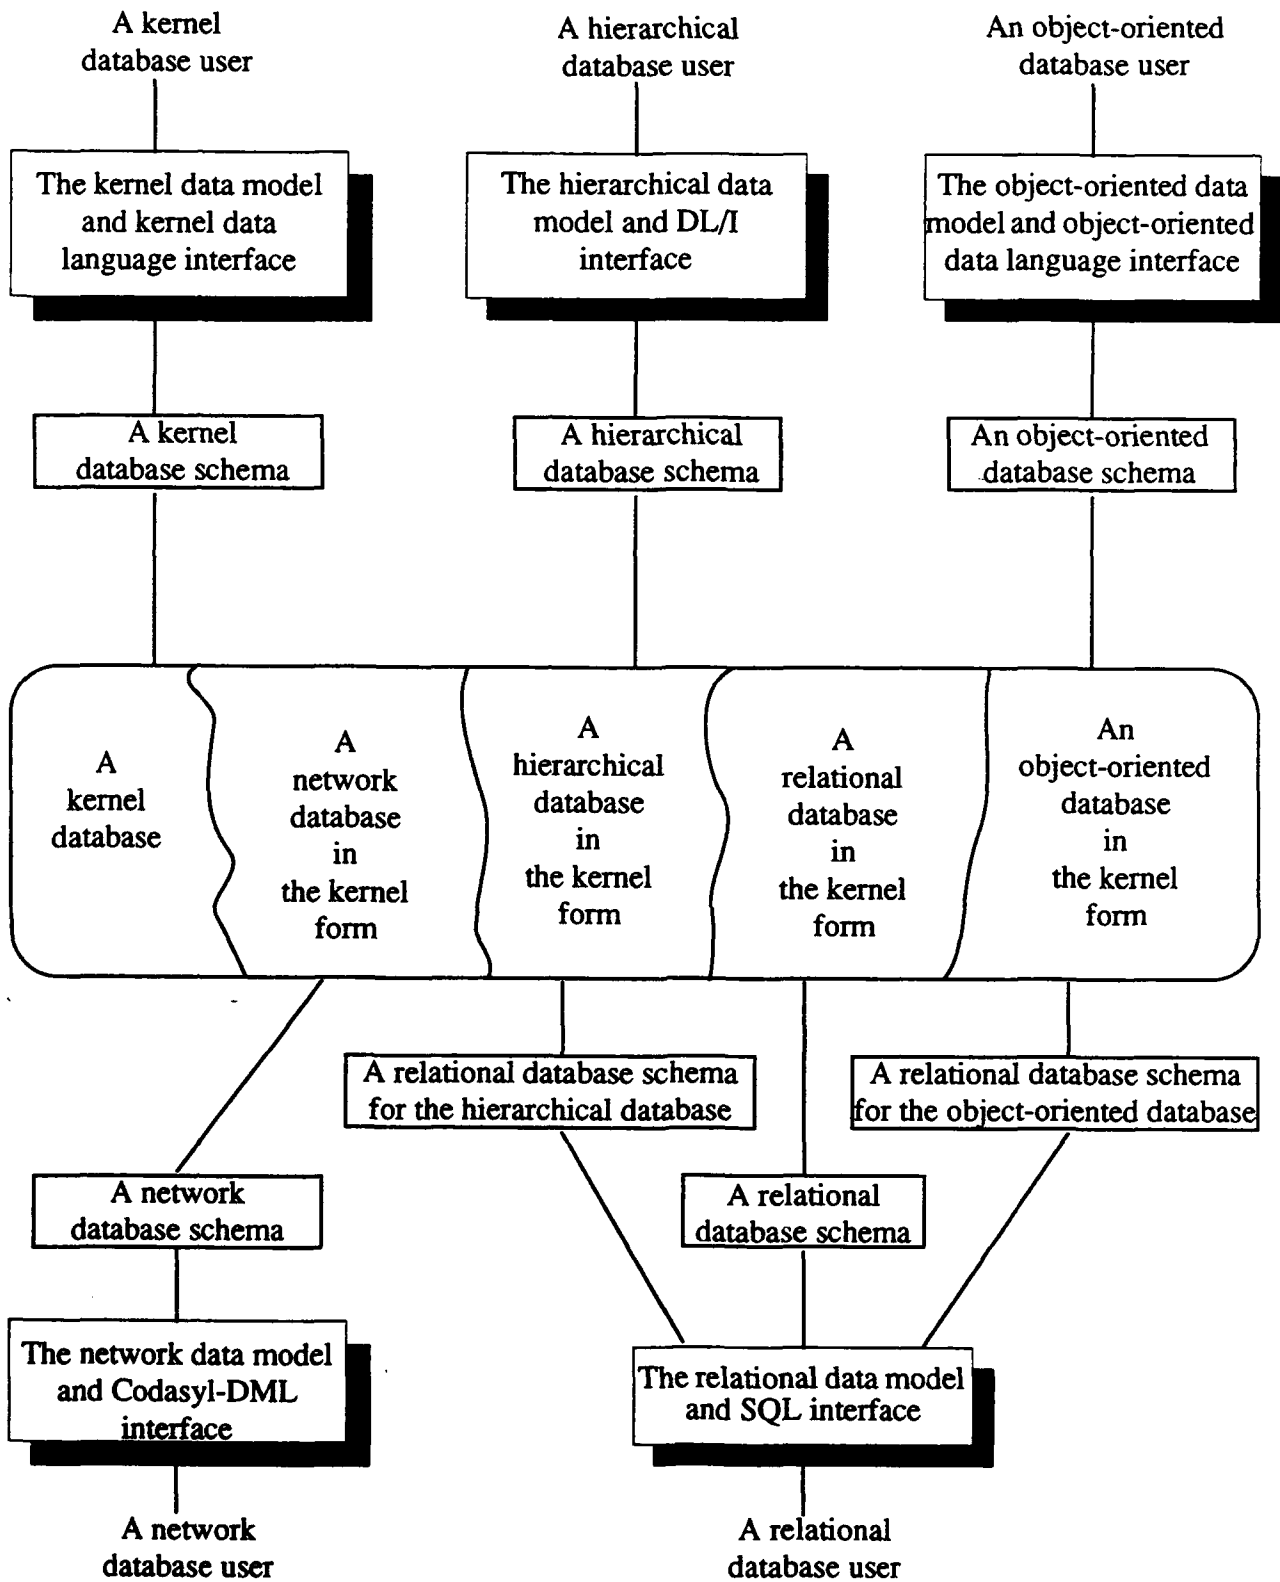 A kernel
database user
A hierarchical
database user
An object-oriented
database user
The kernel data model
and kernel data
language interface
The hierarchical data
model and DL/I
interface
The object-oriented data
model and object-oriented
data language interface
A kernel
database schema
A hierarchical
database schema
An object-oriented
database schema
A
kernel
database
A
network
database
in
the kernel
form
A
hierarchical
database
in
the kernel
form
A
relational
database
in
the kernel
form
An
object-oriented
database
in
the kernel
form
A relational database schema
for the hierarchical database
A relational database schema
for the object-oriented database
A network
database schema
A relational
database schema
The network data model
and Codasyl-DML
interface
The relational data model
and SQL interface
A network
database user
A relational
database user